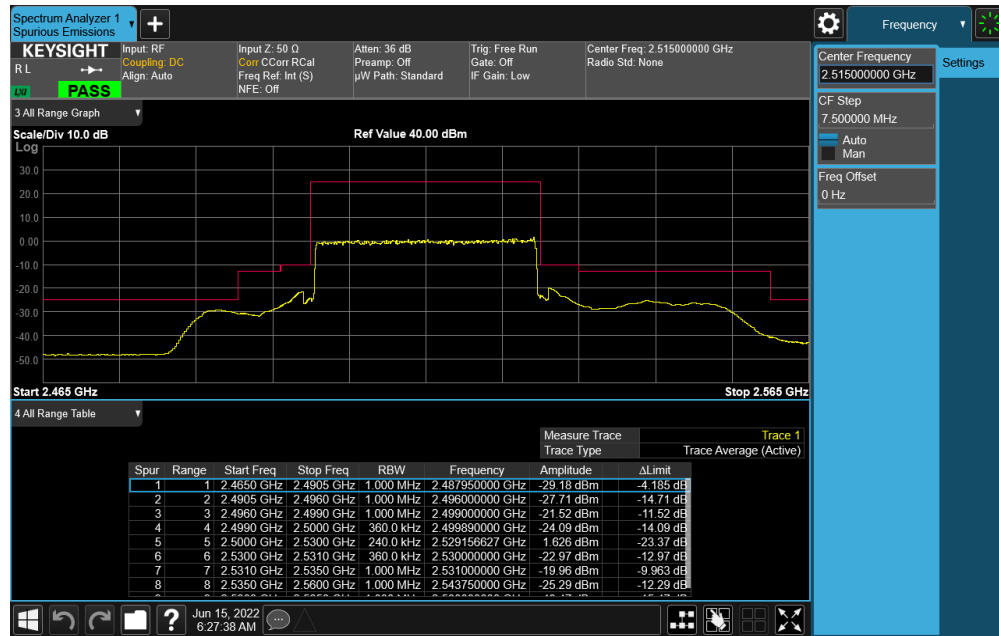 Spectrum Analyzer 1
Spurious Emissions
Frequency
KEYSIGHT
R L
LXI
PASS
Input: RF
Coupling: DC
Align: Auto
Input Z: 50 Ω
Corr CCorr RCal
Freq Ref: Int (S)
NFE: Off
Atten: 36 dB
Preamp: Off
µW Path: Standard
Trig: Free Run
Gate: Off
IF Gain: Low
Center Freq: 2.515000000 GHz
Radio Std: None
Center Frequency
2.515000000 GHz
Settings
CF Step
7.500000 MHz
Auto
Man
Freq Offset
0 Hz
3 All Range Graph
Scale/Div 10.0 dB
Ref Value 40.00 dBm
Log
30.0
20.0
10.0
0.00
-10.0
-20.0
-30.0
-40.0
-50.0
Start 2.465 GHz
Stop 2.565 GHz
4 All Range Table
Measure Trace Trace 1
Trace Type Trace Average (Active)
Spur Range Start Freq Stop Freq RBW Frequency Amplitude ΔLimit
1 1 2.4650 GHz 2.4905 GHz 1.000 MHz 2.487950000 GHz -29.18 dBm -4.185 dB
2 2 2.4905 GHz 2.4960 GHz 1.000 MHz 2.496000000 GHz -27.71 dBm -14.71 dB
3 3 2.4960 GHz 2.4990 GHz 1.000 MHz 2.499000000 GHz -21.52 dBm -11.52 dB
4 4 2.4990 GHz 2.5000 GHz 360.0 kHz 2.499890000 GHz -24.09 dBm -14.09 dB
5 5 2.5000 GHz 2.5300 GHz 240.0 kHz 2.529156627 GHz 1.626 dBm -23.37 dB
6 6 2.5300 GHz 2.5310 GHz 360.0 kHz 2.530000000 GHz -22.97 dBm -12.97 dB
7 7 2.5310 GHz 2.5350 GHz 1.000 MHz 2.531000000 GHz -19.96 dBm -9.963 dB
8 8 2.5350 GHz 2.5600 GHz 1.000 MHz 2.543750000 GHz -25.29 dBm -12.29 dB
?
Jun 15, 2022
6:27:38 AM